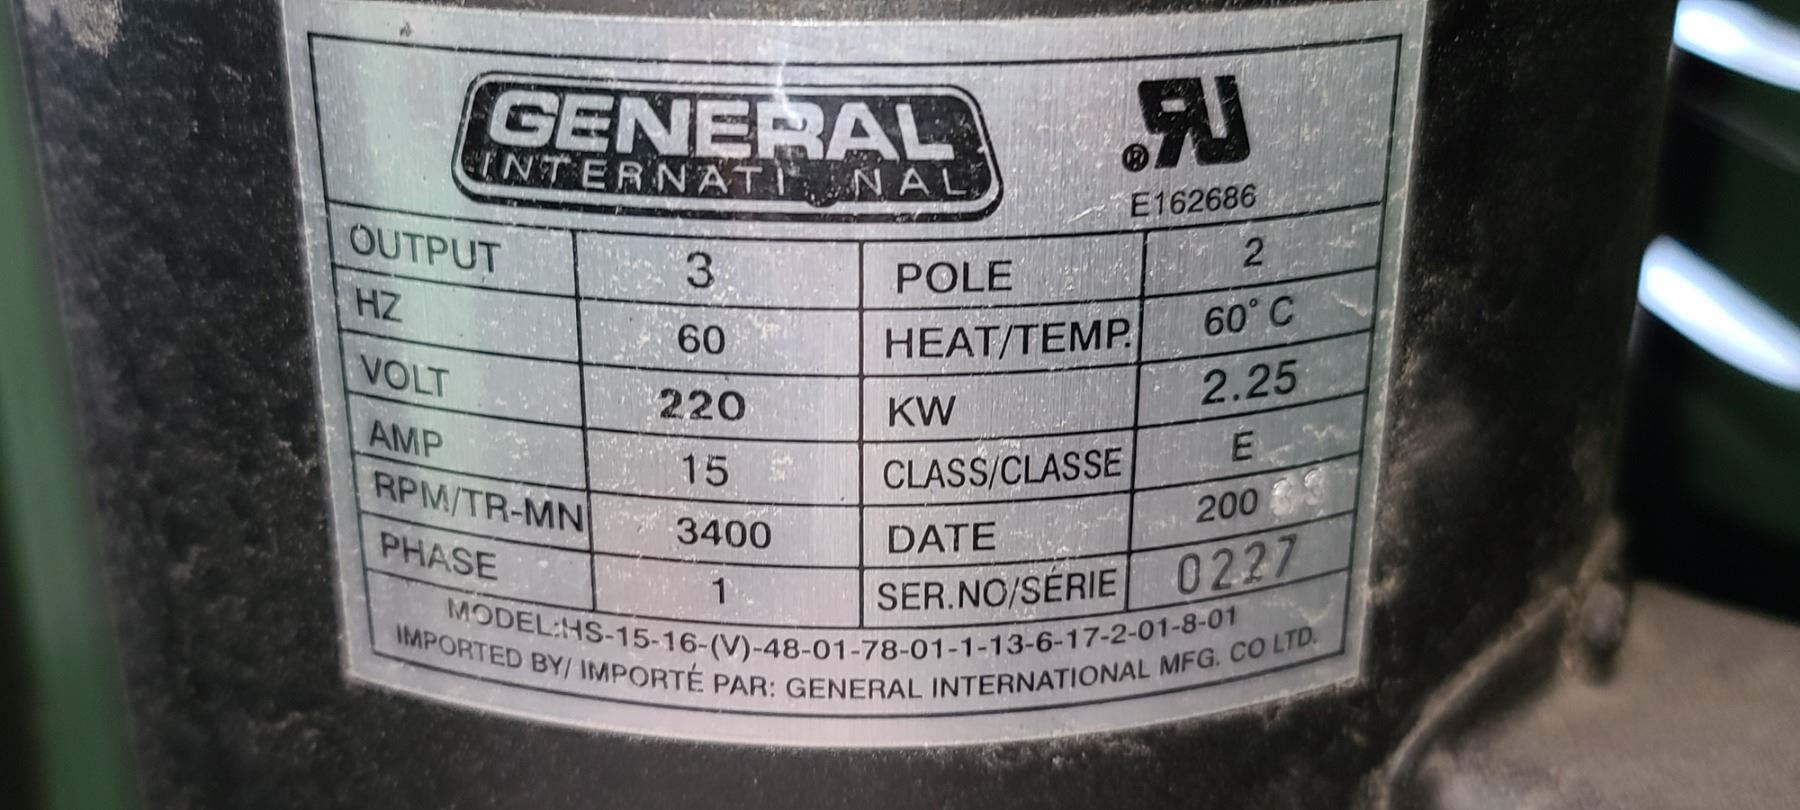 GENERAL
INTERNATIONAL
®
E162686
OUTPUT 3 POLE 2
HZ 60 HEAT/TEMP. 60°C
VOLT 220 KW 2.25
AMP 15 CLASS/CLASSE E
RPM/TR-MN 3400 DATE 200
PHASE 1 SER.NO/SÉRIE 0227
MODEL:HS-15-16-(V)-48-01-78-01-1-13-6-17-2-01-8-01
IMPORTED BY/ IMPORTÉ PAR: GENERAL INTERNATIONAL MFG. CO LTD.